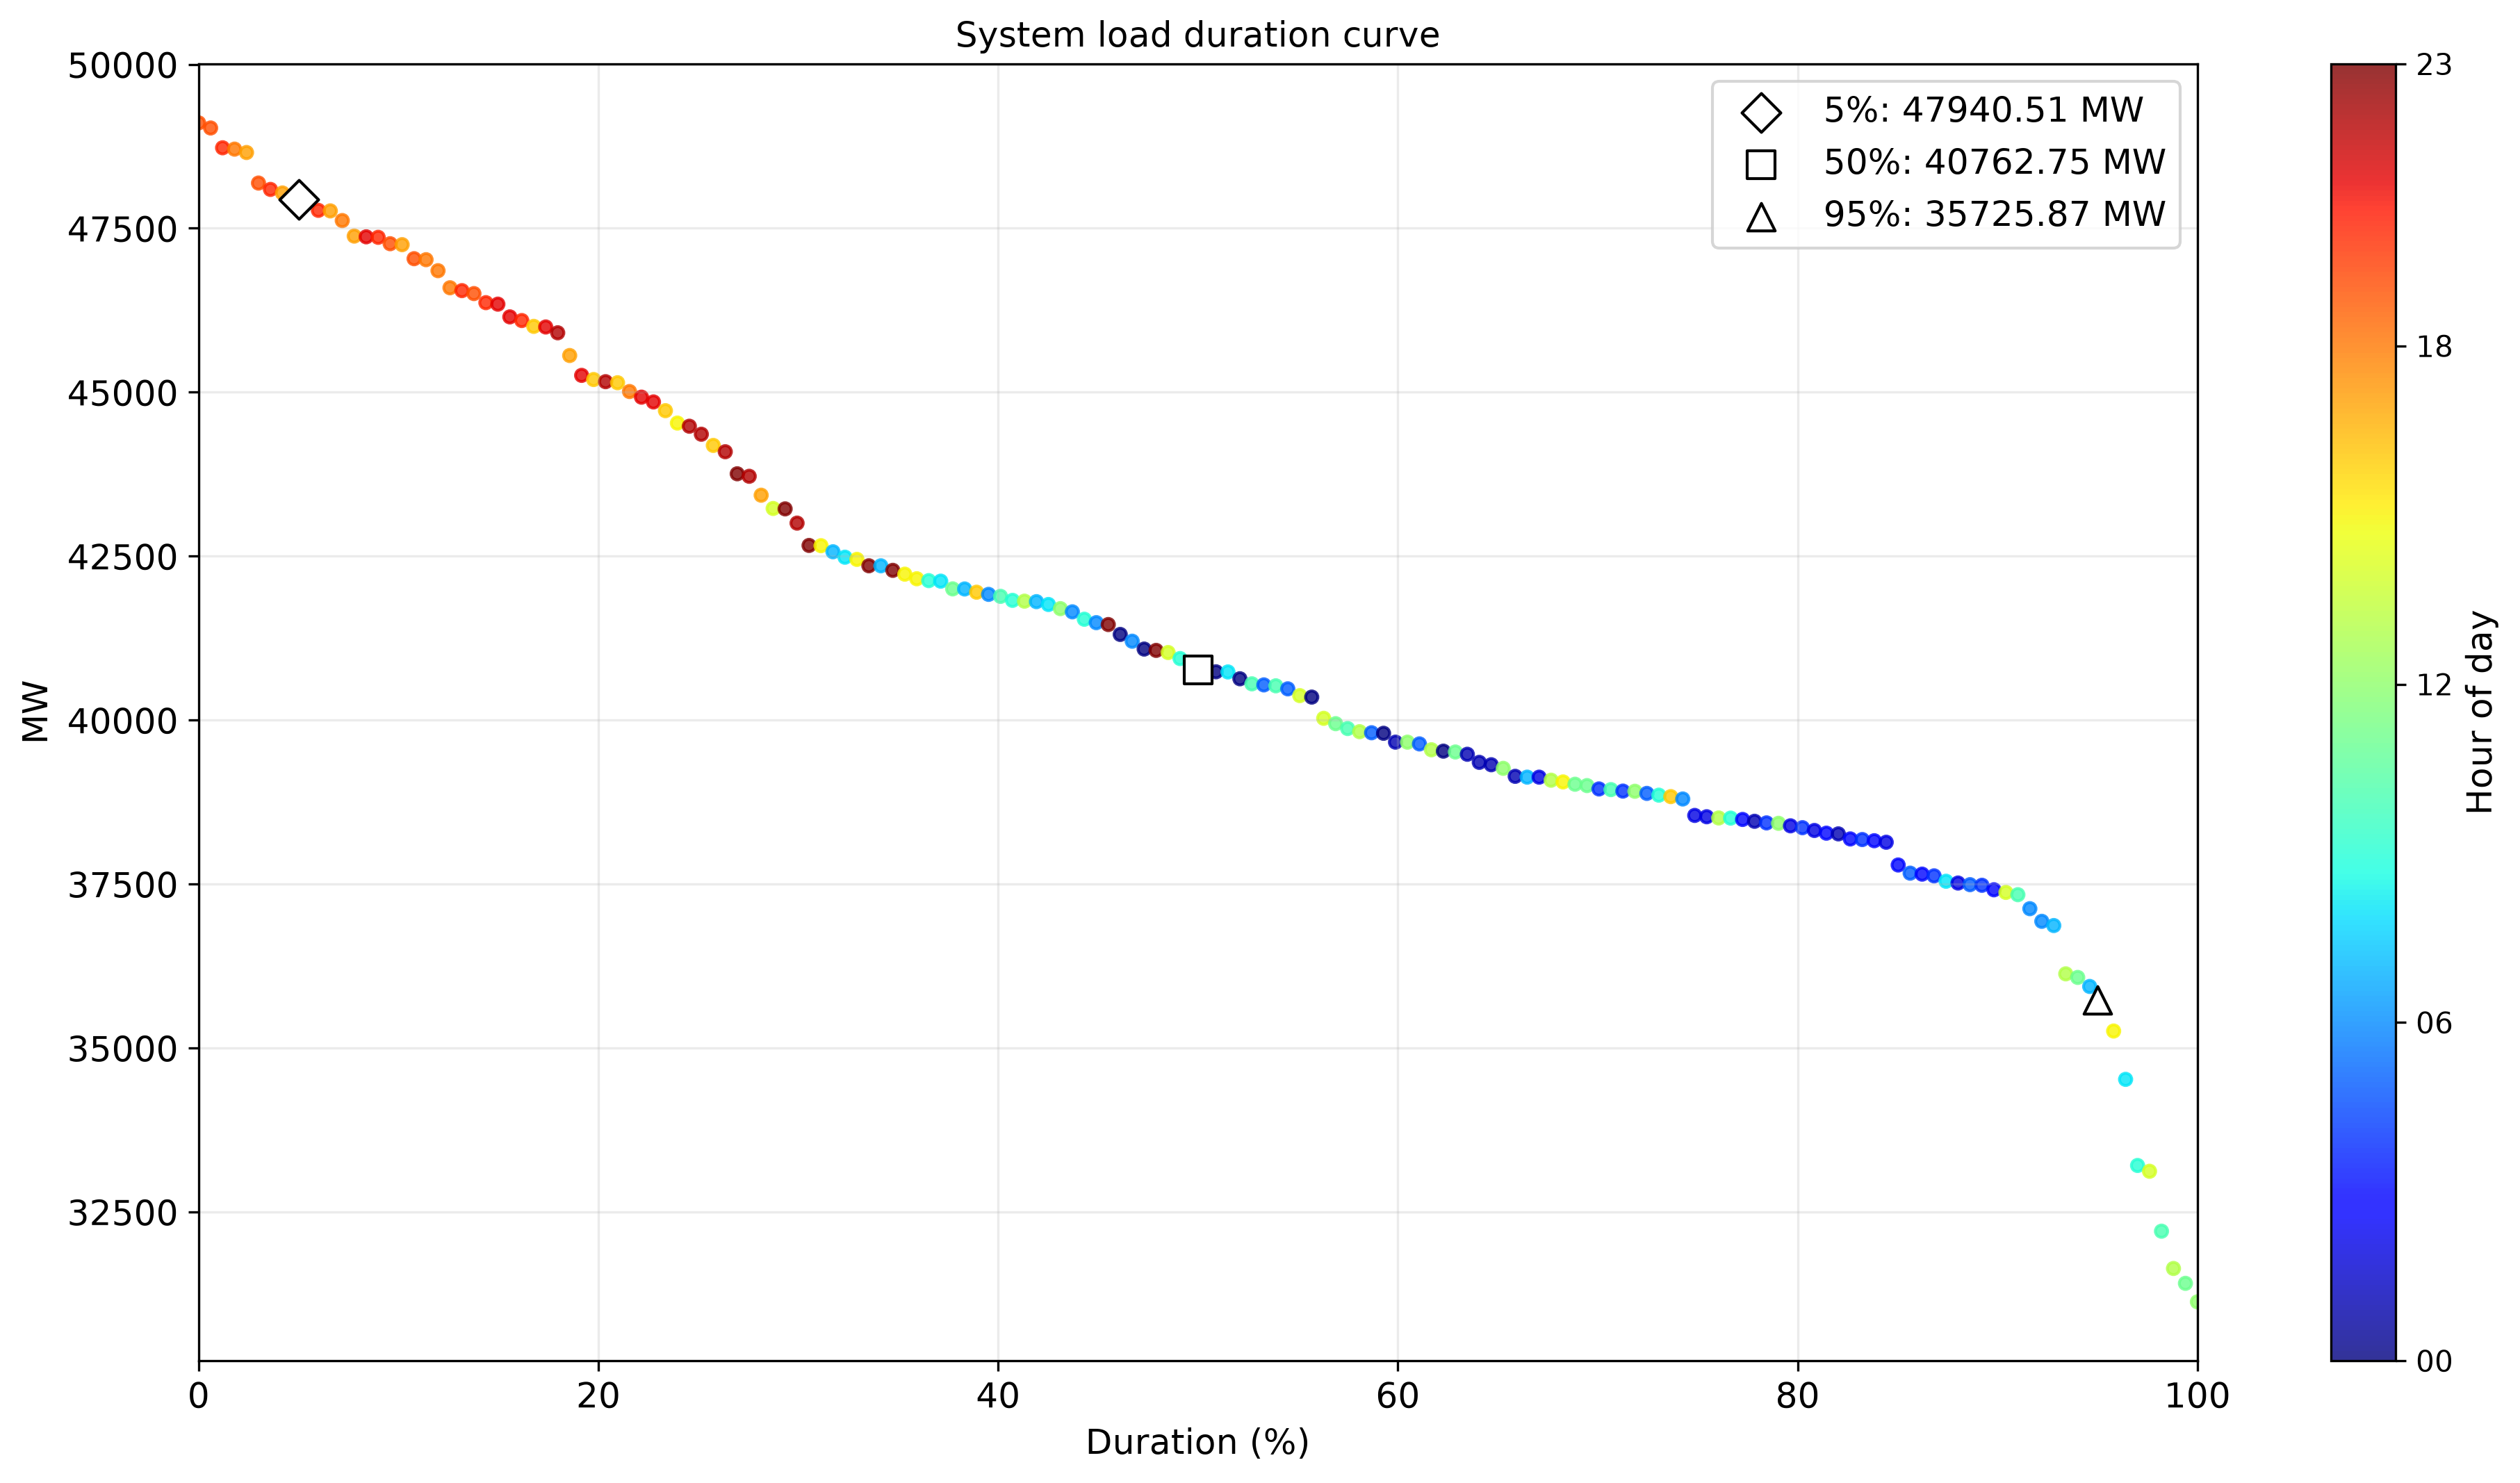 System load duration curve
50000
47500
45000
42500
40000
37500
35000
32500
MW
0
20
40
60
80
100
Duration (%)
5%: 47940.51 MW
50%: 40762.75 MW
95%: 35725.87 MW
23
18
12
06
00
Hour of day